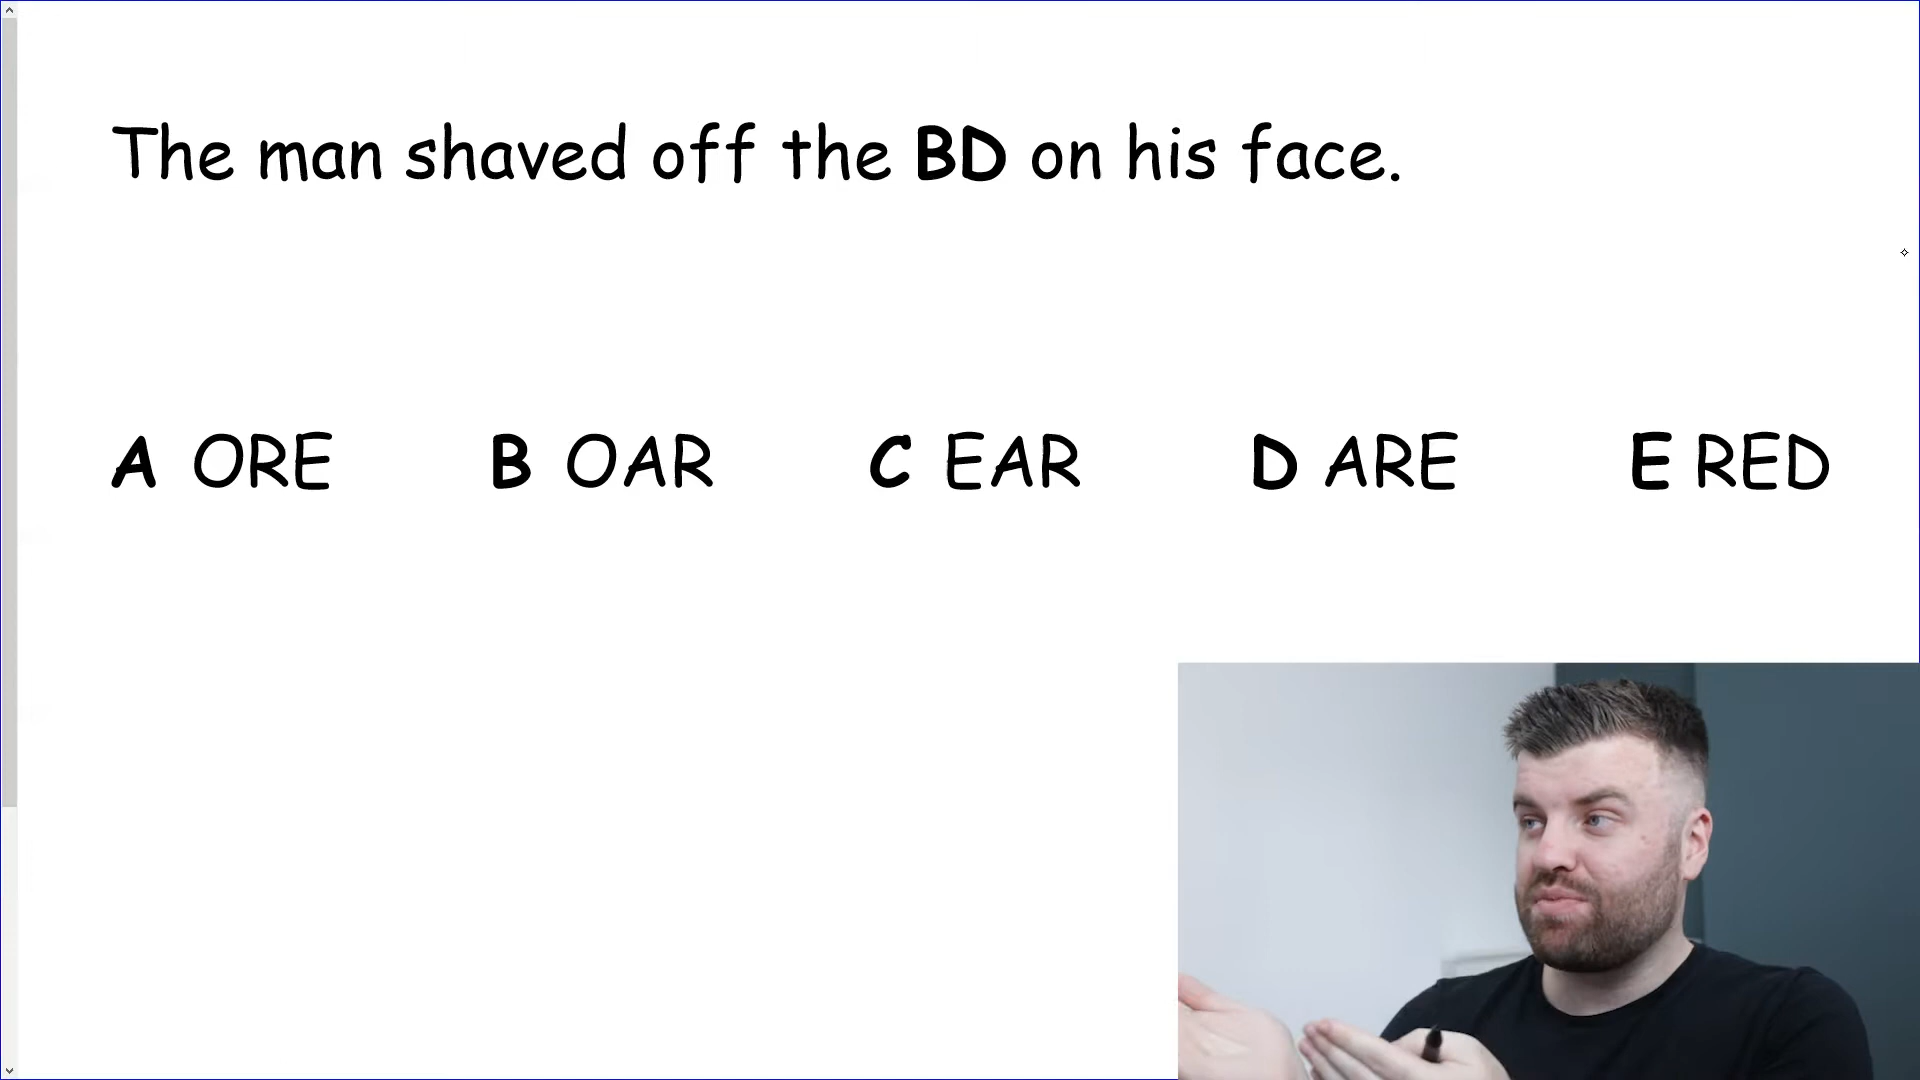 The man shaved off the BD on his face.
A ORE B OAR C EAR D ARE E RED